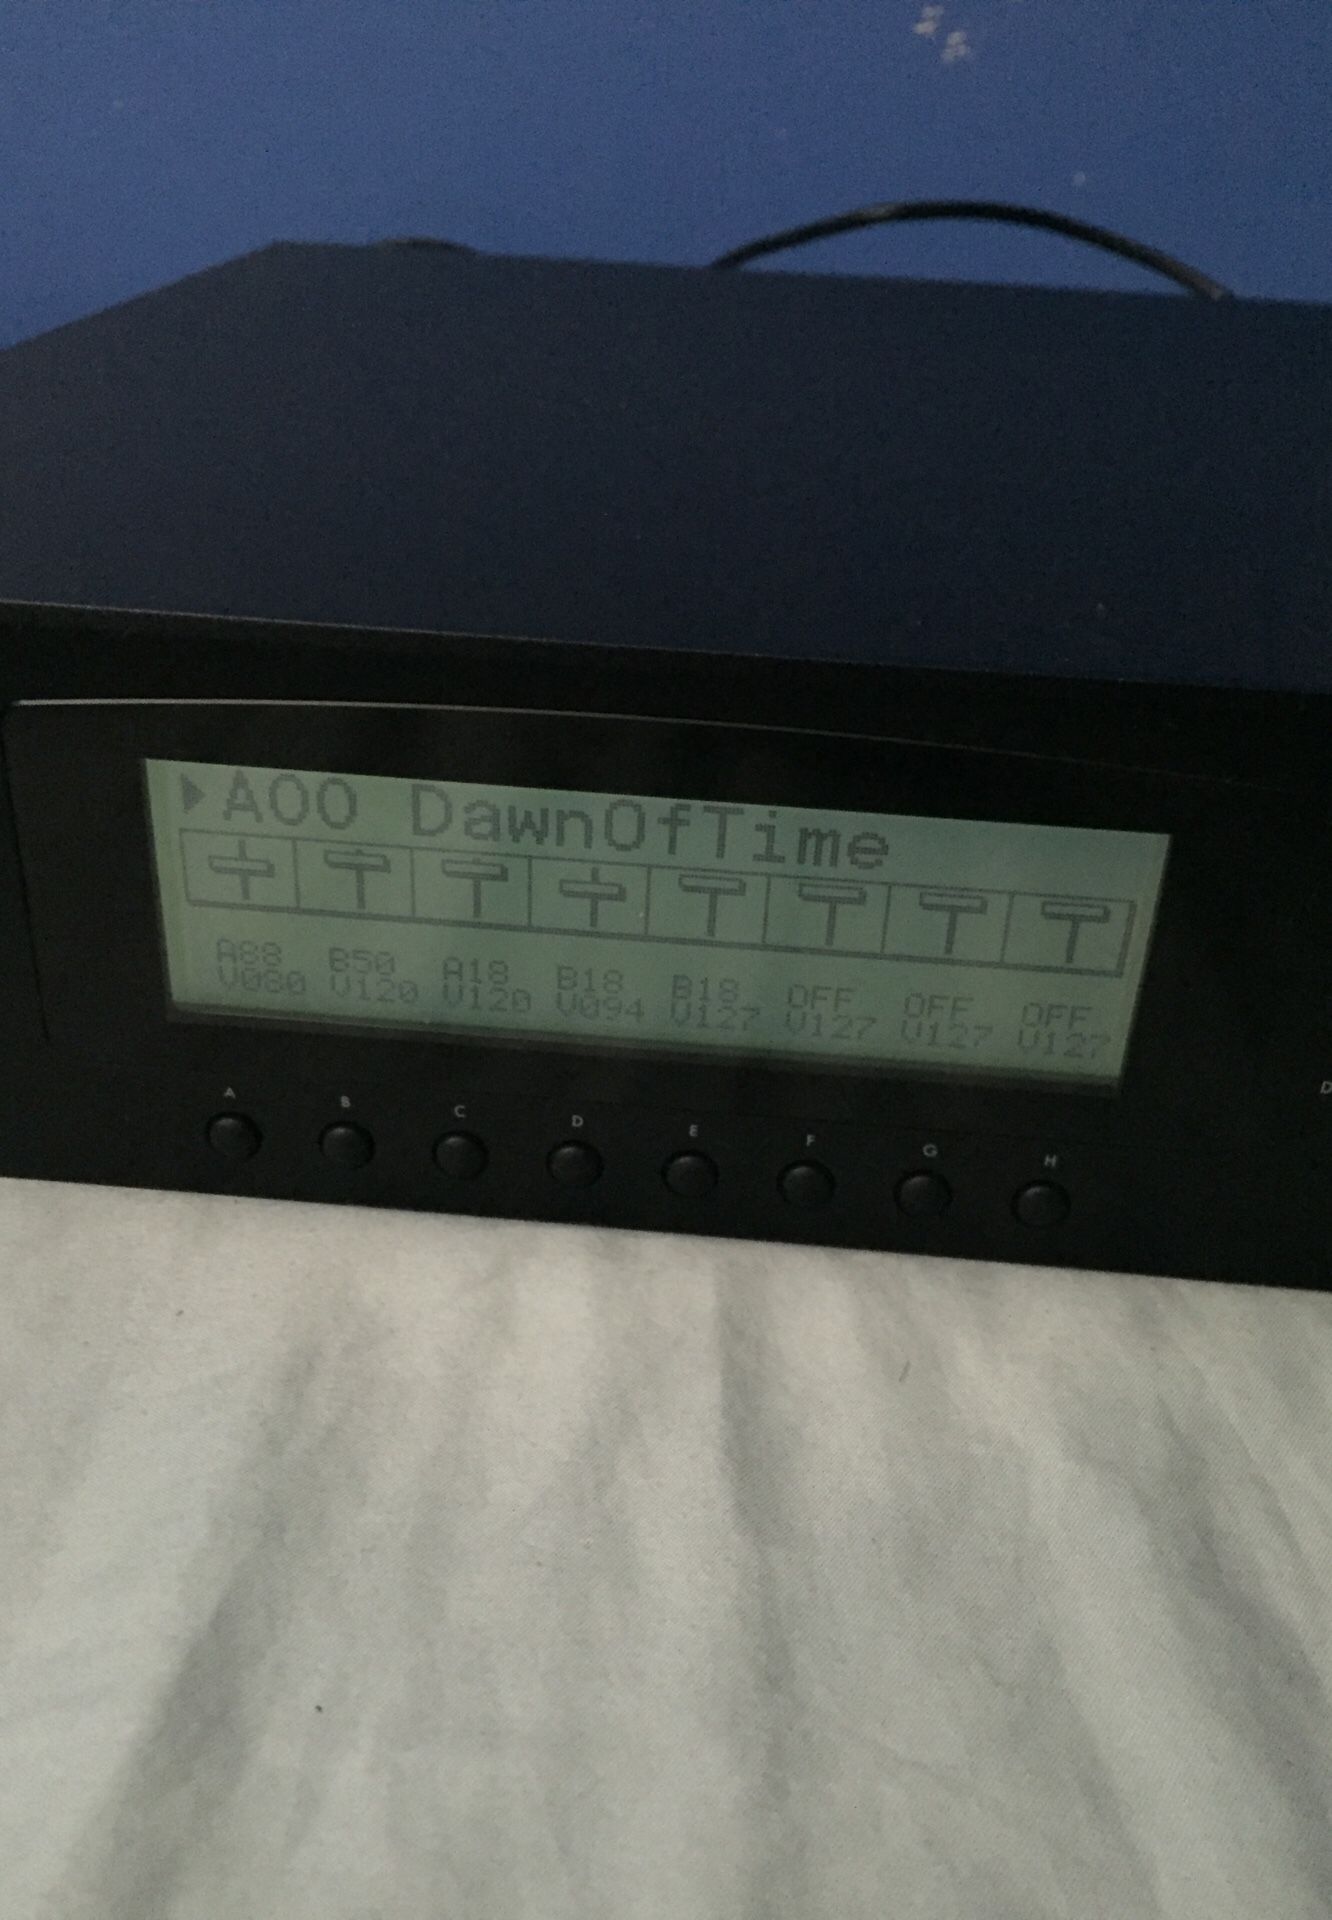 A00 DawnOfTime
A88 B50 A18 B18 B18 OFF OFF OFF
V080 V120 V120 V094 V127 V127 V127 V127
A B C D E F G H
D